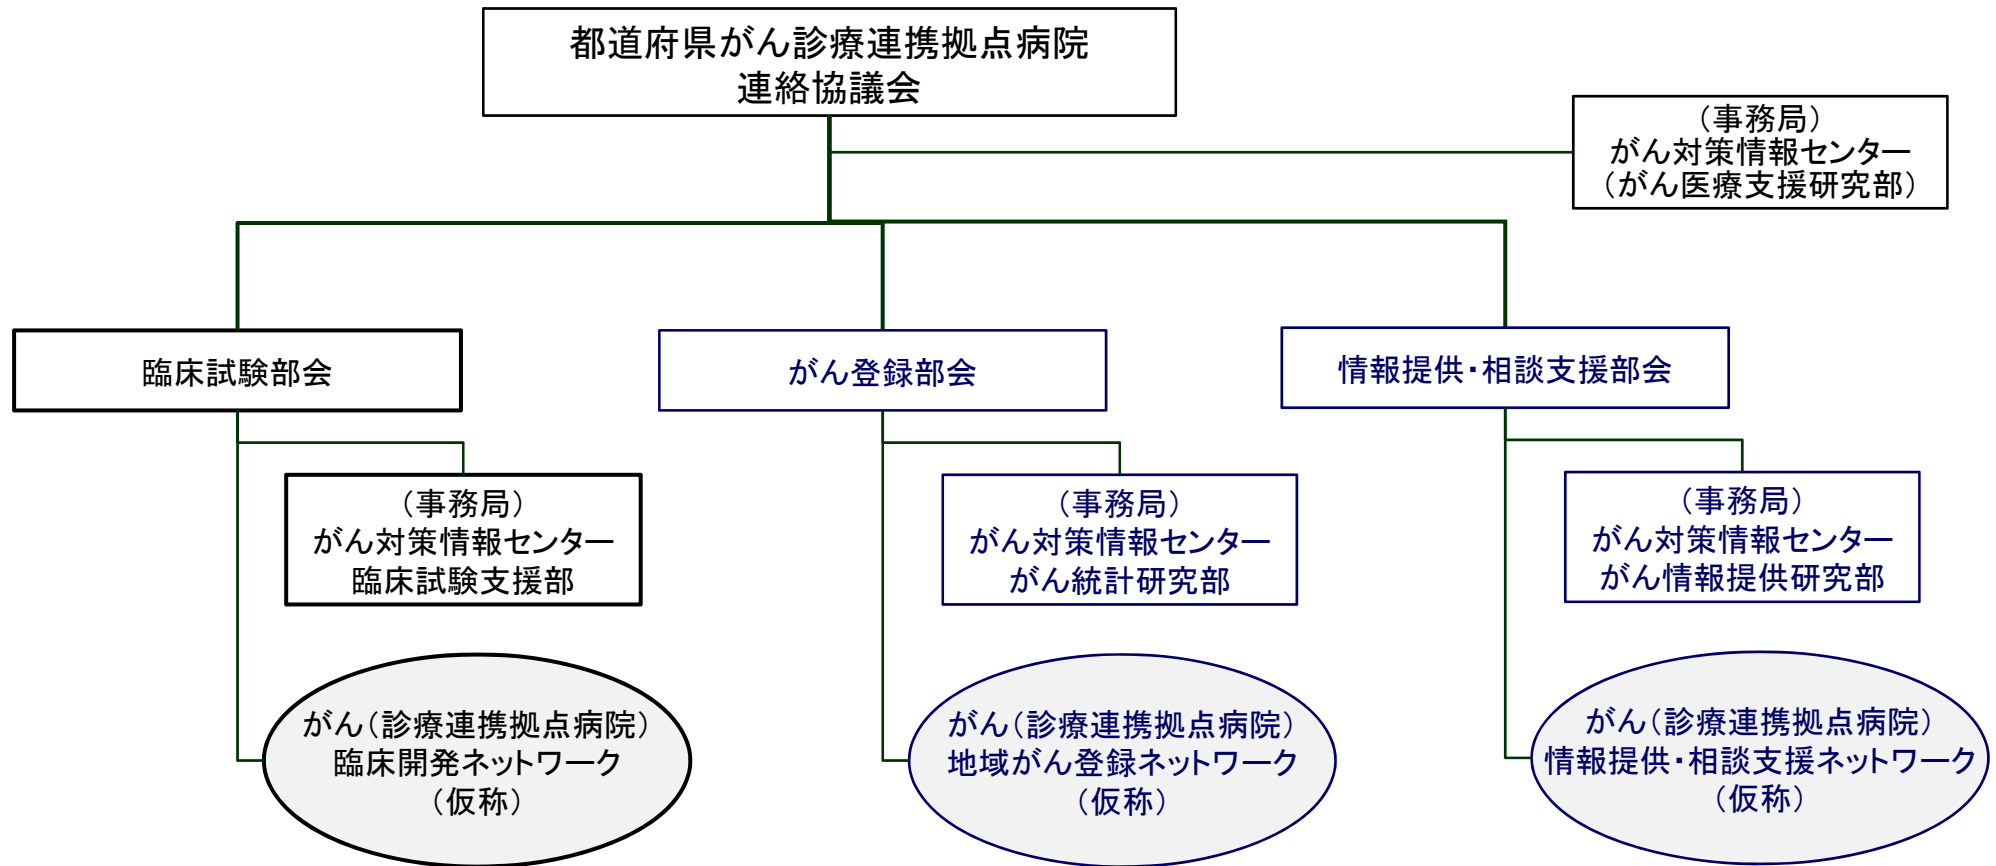 都道府県がん診療連携拠点病院
連絡協議会
（事務局）
がん対策情報センター
（がん医療支援研究部）
臨床試験部会
がん登録部会
情報提供・相談支援部会
（事務局）
がん対策情報センター
臨床試験支援部
（事務局）
がん対策情報センター
がん統計研究部
（事務局）
がん対策情報センター
がん情報提供研究部
がん（診療連携拠点病院）
臨床開発ネットワーク
（仮称）
がん（診療連携拠点病院）
地域がん登録ネットワーク
（仮称）
がん（診療連携拠点病院）
情報提供・相談支援ネットワーク
（仮称）